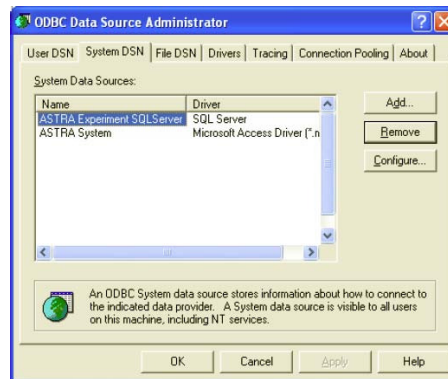 ODBC Data Source Administrator
User DSN System DSN File DSN Drivers Tracing Connection Pooling About
System Data Sources:
Name Driver
ASTRA Experiment SQLServer SQL Server
ASTRA System Microsoft Access Driver (*.n
Add...
Remove
Configure...
An ODBC System data source stores information about how to connect to
the indicated data provider. A System data source is visible to all users
on this machine, including NT services.
OK Cancel Apply Help